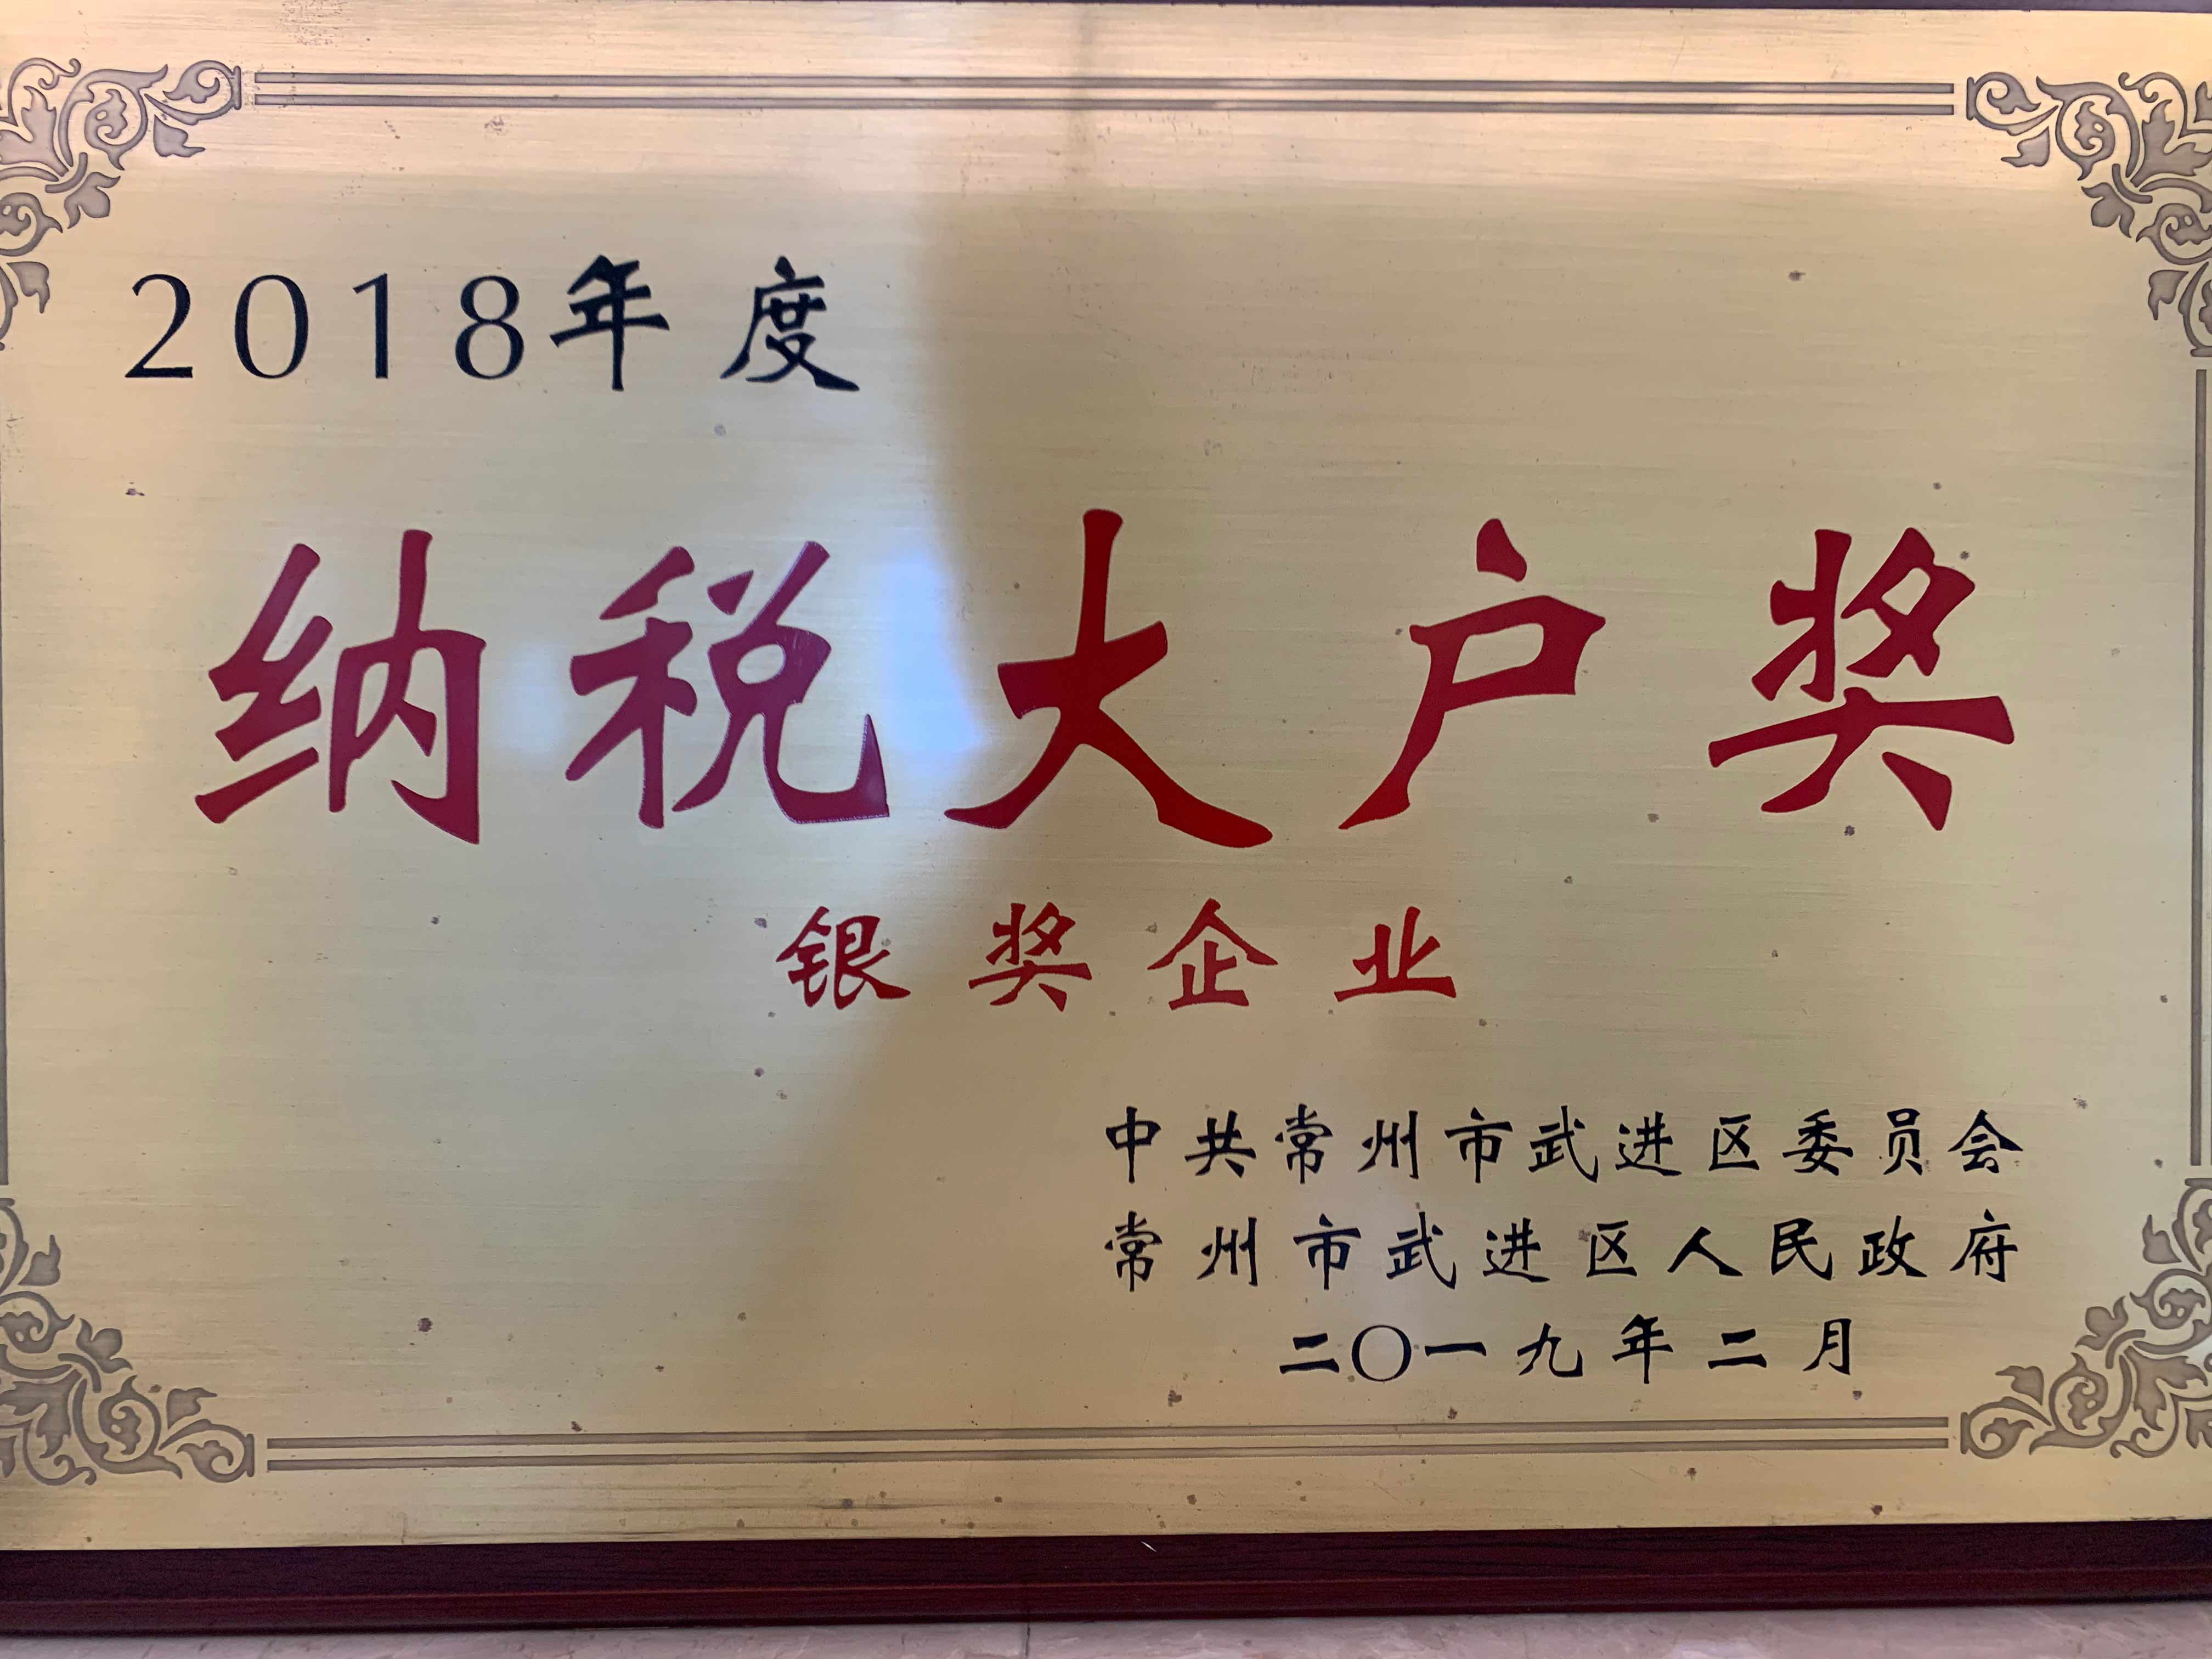 2018年度
纳税大户奖
银奖企业
中共常州市武进区委员会
常州市武进区人民政府
二〇一九年二月